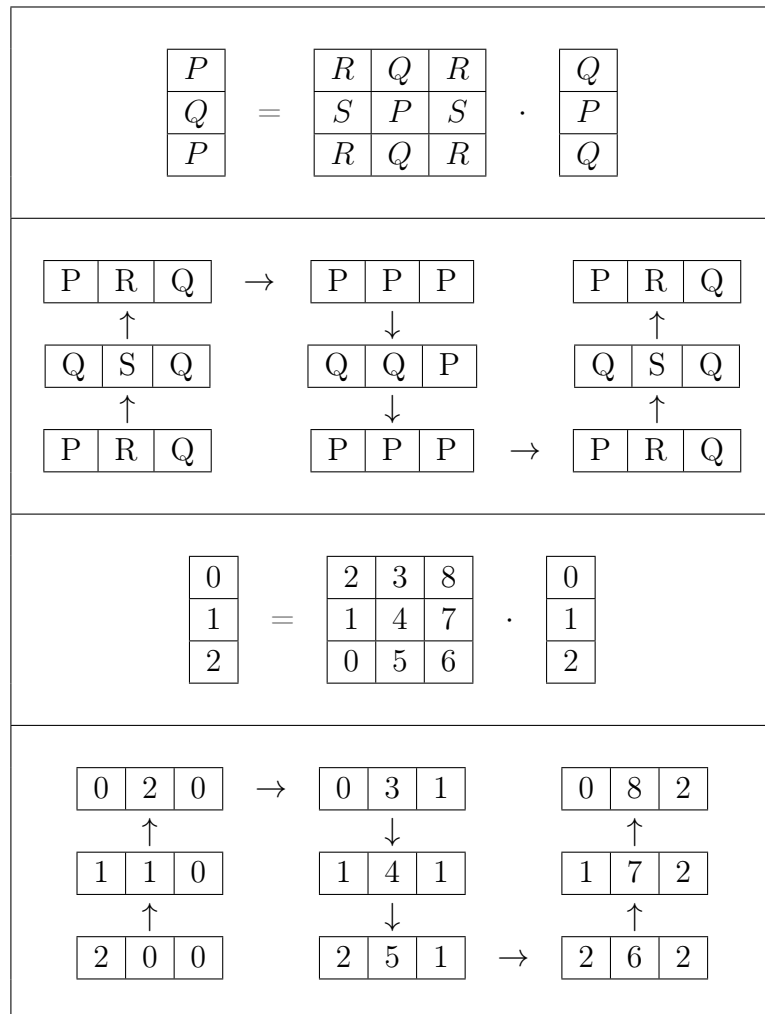 P R Q R Q
Q = S P S · P
P R Q R Q
P R Q → P P P P R Q
↑ ↓ ↑
Q S Q Q Q P Q S Q
↑ ↓ ↑
P R Q P P P → P R Q
0 2 3 8 0
1 = 1 4 7 · 1
2 0 5 6 2
0 2 0 → 0 3 1 0 8 2
↑ ↓ ↑
1 1 0 1 4 1 1 7 2
↑ ↓ ↑
2 0 0 2 5 1 → 2 6 2